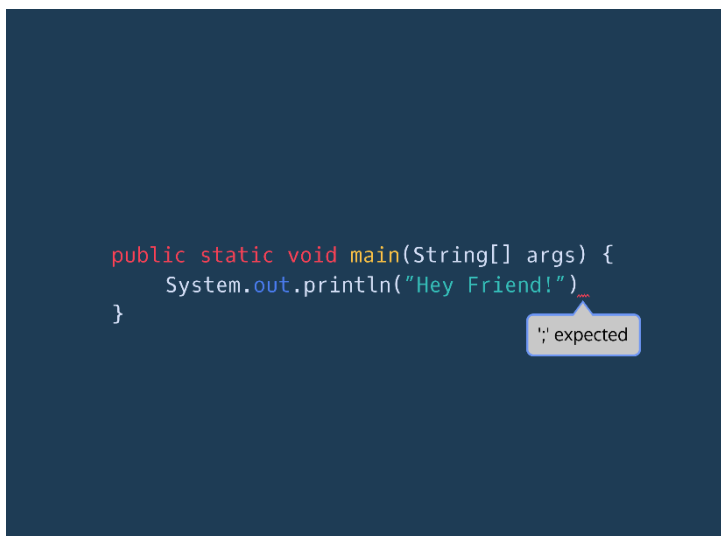 public static void main(String[] args) {
System.out.println("Hey Friend!")
}
';' expected